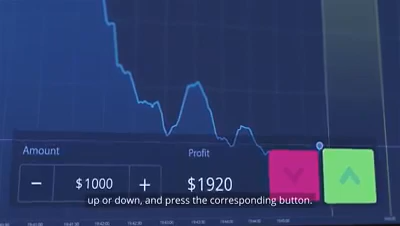 Amount
Profit
− $1000 +
$1920
up or down, and press the corresponding button.